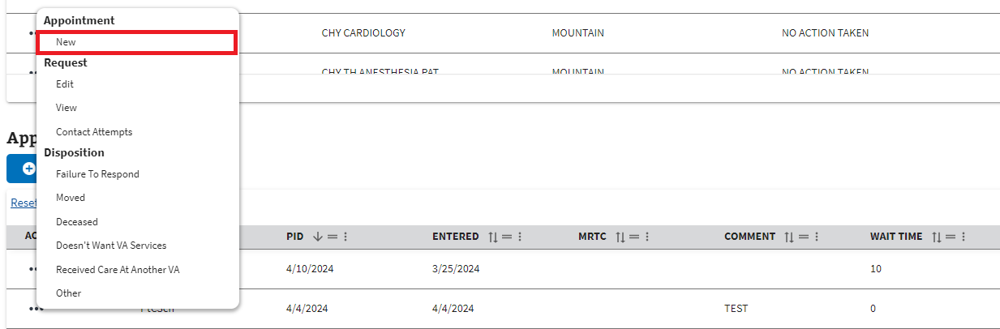 Appointment
New CHY CARDIOLOGY MOUNTAIN NO ACTION TAKEN
Request
CHY TH ANESTHESIA PAT MOUNTAIN NO ACTION TAKEN
Edit
View
Contact Attempts
App
Disposition
Failure To Respond
Moved
Reset
Deceased
AC PID ENTERED MRTC COMMENT WAIT TIME
Doesn't Want VA Services
Received Care At Another VA 4/10/2024 3/25/2024 10
Other
PtCSch 4/4/2024 4/4/2024 TEST 0